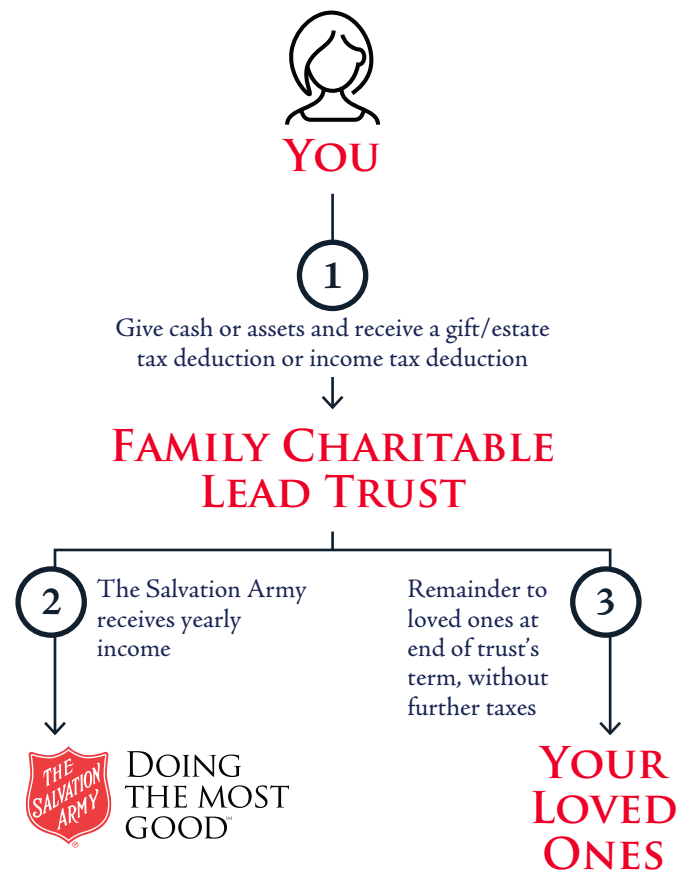 YOU
1
Give cash or assets and receive a gift/estate
tax deduction or income tax deduction
FAMILY CHARITABLE
LEAD TRUST
2
The Salvation Army
receives yearly
income
3
Remainder to
loved ones at
end of trust’s
term, without
further taxes
THE
SALVATION
ARMY
®
DOING
THE MOST
GOOD℠
YOUR
LOVED
ONES